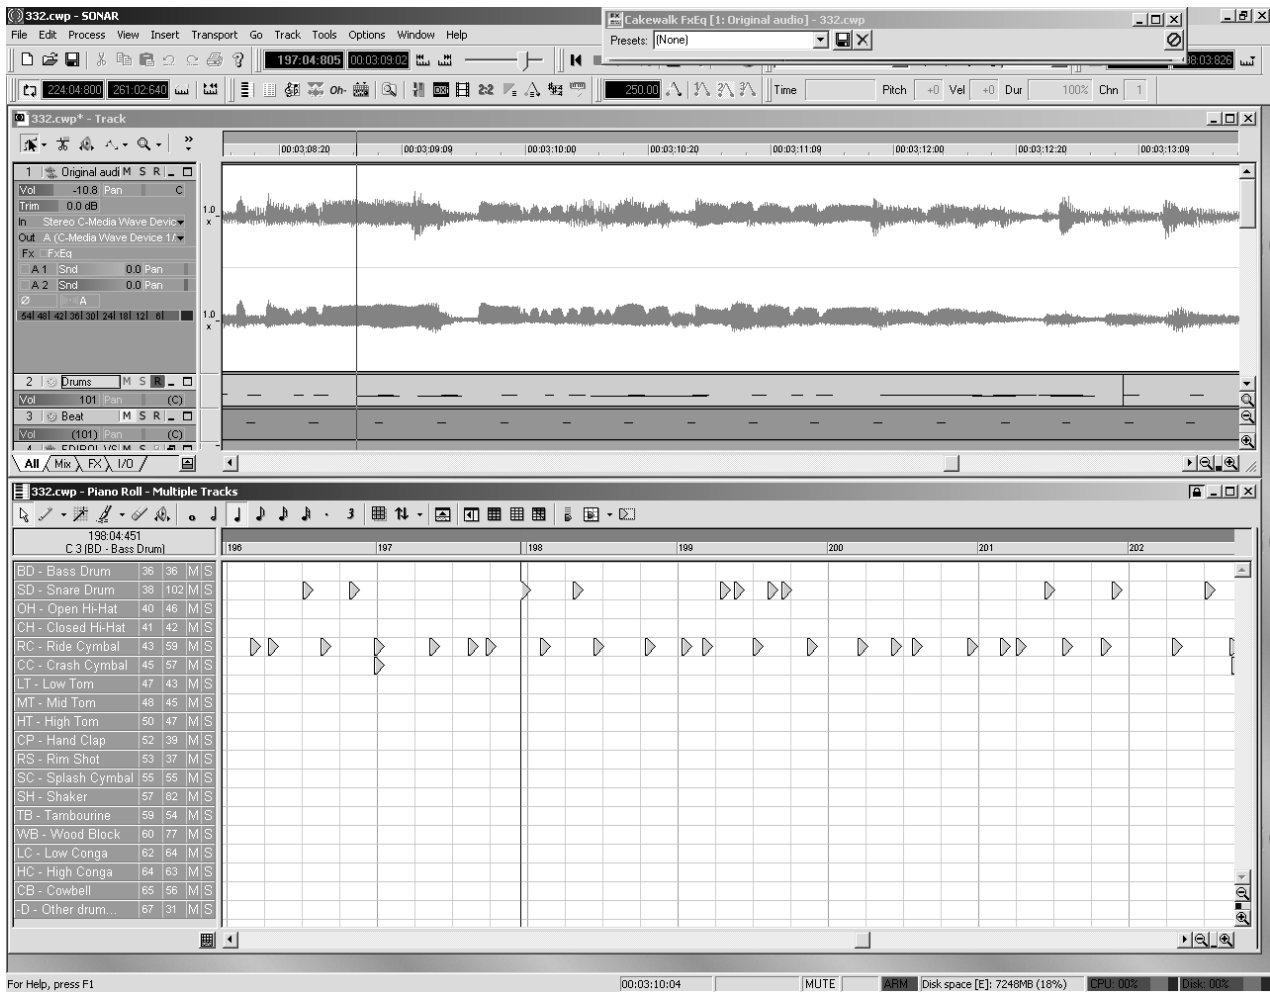 332.cwp - SONAR
Cakewalk FxEq [1: Original audio] - 332.cwp
File Edit Process View Insert Transport Go Track Tools Options Window Help
Presets: (None)
197:04:805 00:03:09:02
08:03:826
224:04:800 261:02:640
Oh-
250.00
Time Pitch +0 Vel +0 Dur 100% Chn 1
332.cwp* - Track
00:03:08:20 00:03:09:09 00:03:10:00 00:03:10:20 00:03:11:09 00:03:12:00 00:03:12:20 00:03:13:09
1 Original audi M S R
Vol -10.8 Pan C
Trim 0.0 dB
In Stereo C-Media Wave Devic
Out A (C-Media Wave Device 1/
Fx FxEq
A 1 Snd 0.0 Pan
A 2 Snd 0.0 Pan
Ø A
54 48 42 36 30 24 18 12 6
1.0
x
1.0
x
2 Drums M S R
Vol 101 Pan (C)
3 Beat M S R
Vol (101) Pan (C)
4 EDIROL VS M S
All Mix FX I/O
332.cwp - Piano Roll - Multiple Tracks
3
198:04:451
C 3 (BD - Bass Drum)
196 197 198 199 200 201 202
BD - Bass Drum 36 36 M S
SD - Snare Drum 38 102 M S
OH - Open Hi-Hat 40 46 M S
CH - Closed Hi-Hat 41 42 M S
RC - Ride Cymbal 43 59 M S
CC - Crash Cymbal 45 57 M S
LT - Low Tom 47 43 M S
MT - Mid Tom 48 45 M S
HT - High Tom 50 47 M S
CP - Hand Clap 52 39 M S
RS - Rim Shot 53 37 M S
SC - Splash Cymbal 55 55 M S
SH - Shaker 57 82 M S
TB - Tambourine 59 54 M S
WB - Wood Block 60 77 M S
LC - Low Conga 62 64 M S
HC - High Conga 64 63 M S
CB - Cowbell 65 56 M S
-D - Other drum... 67 31 M S
For Help, press F1
00:03:10:04 MUTE ARM Disk space [E]: 7248MB (18%) CPU: 00% Disk: 00%